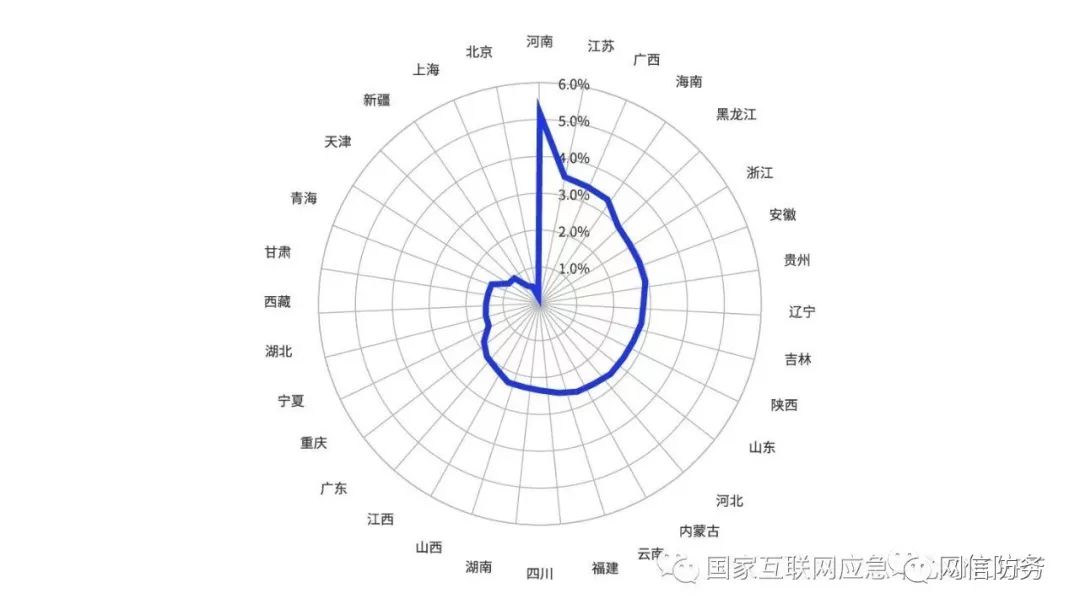 河南
江苏
北京
广西
上海
海南
新疆
6.0%
黑龙江
5.0%
天津
4.0%
浙江
3.0%
青海
安徽
2.0%
甘肃
贵州
1.0%
西藏
辽宁
湖北
吉林
宁夏
陕西
重庆
山东
广东
河北
江西
内蒙古
山西
云南
湖南
四川
福建
国家互联网应急
网信防务